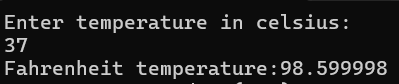 Enter temperature in celsius:
37
Fahrenheit temperature:98.599998